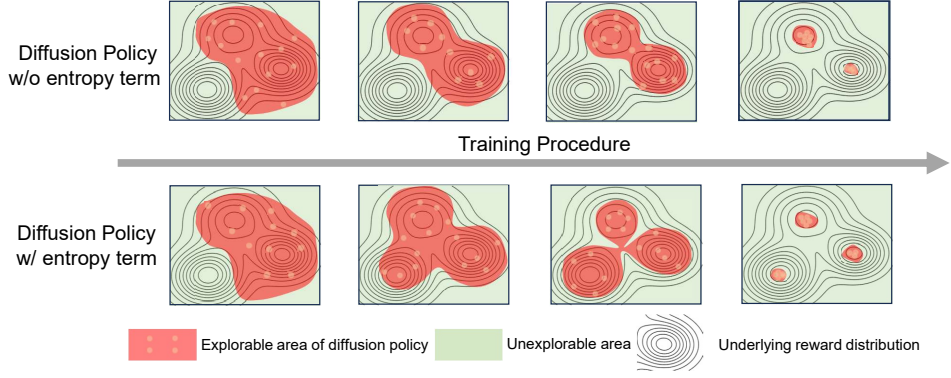 Diffusion Policy
w/o entropy term
Training Procedure
Diffusion Policy
w/ entropy term
Explorable area of diffusion policy
Unexplorable area
Underlying reward distribution